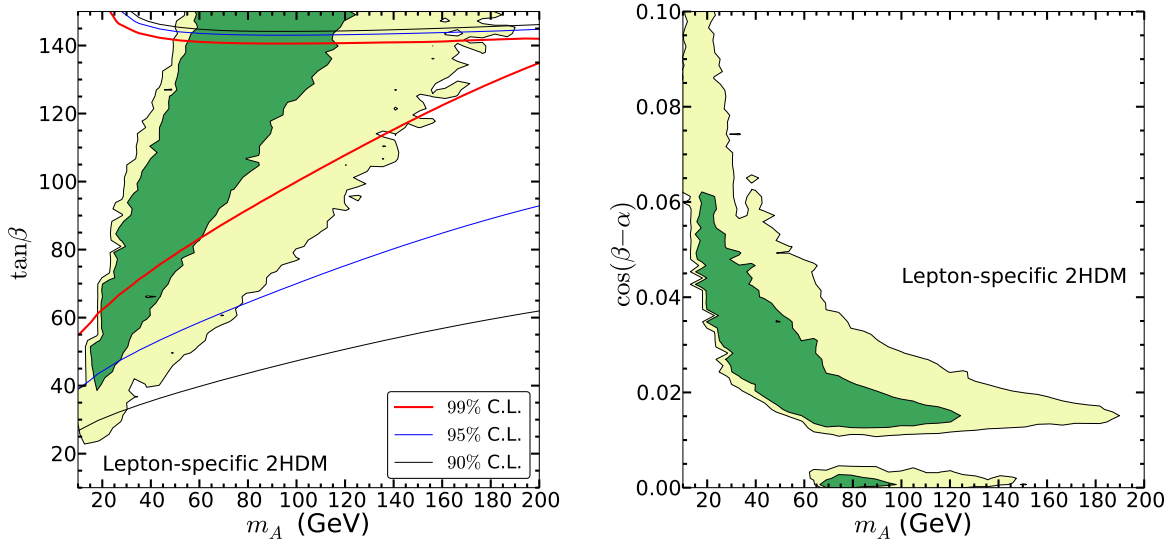 140
120
100
80
60
40
20
tanβ
20 40 60 80 100 120 140 160 180 200
m_A (GeV)
Lepton-specific 2HDM
99% C.L.
95% C.L.
90% C.L.
0.10
0.08
0.06
0.04
0.02
0.00
cos(β−α)
20 40 60 80 100 120 140 160 180 200
m_A (GeV)
Lepton-specific 2HDM